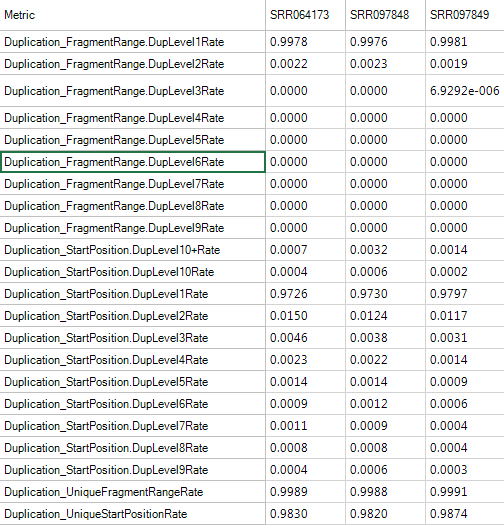 Metric SRR064173 SRR097848 SRR097849
Duplication_FragmentRange.DupLevel1Rate 0.9978 0.9976 0.9981
Duplication_FragmentRange.DupLevel2Rate 0.0022 0.0023 0.0019
Duplication_FragmentRange.DupLevel3Rate 0.0000 0.0000 6.9292e-006
Duplication_FragmentRange.DupLevel4Rate 0.0000 0.0000 0.0000
Duplication_FragmentRange.DupLevel5Rate 0.0000 0.0000 0.0000
Duplication_FragmentRange.DupLevel6Rate 0.0000 0.0000 0.0000
Duplication_FragmentRange.DupLevel7Rate 0.0000 0.0000 0.0000
Duplication_FragmentRange.DupLevel8Rate 0.0000 0.0000 0.0000
Duplication_FragmentRange.DupLevel9Rate 0.0000 0.0000 0.0000
Duplication_StartPosition.DupLevel10+Rate 0.0007 0.0032 0.0014
Duplication_StartPosition.DupLevel10Rate 0.0004 0.0006 0.0002
Duplication_StartPosition.DupLevel1Rate 0.9726 0.9730 0.9797
Duplication_StartPosition.DupLevel2Rate 0.0150 0.0124 0.0117
Duplication_StartPosition.DupLevel3Rate 0.0046 0.0038 0.0031
Duplication_StartPosition.DupLevel4Rate 0.0023 0.0022 0.0014
Duplication_StartPosition.DupLevel5Rate 0.0014 0.0014 0.0009
Duplication_StartPosition.DupLevel6Rate 0.0009 0.0012 0.0006
Duplication_StartPosition.DupLevel7Rate 0.0011 0.0009 0.0004
Duplication_StartPosition.DupLevel8Rate 0.0008 0.0008 0.0004
Duplication_StartPosition.DupLevel9Rate 0.0004 0.0006 0.0003
Duplication_UniqueFragmentRangeRate 0.9989 0.9988 0.9991
Duplication_UniqueStartPositionRate 0.9830 0.9820 0.9874